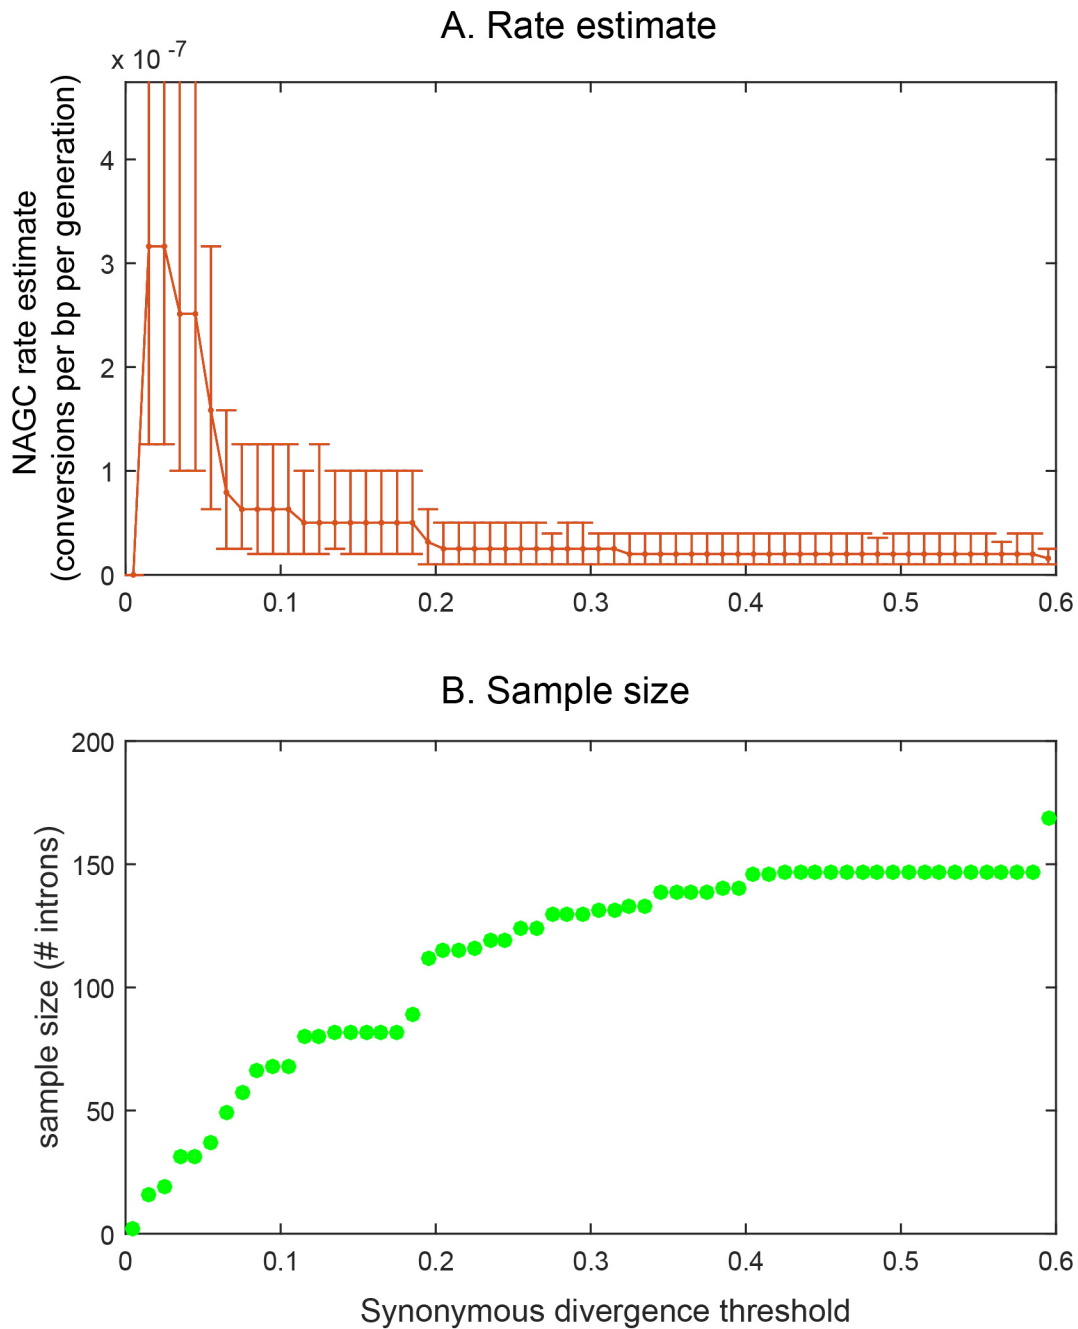 A. Rate estimate
x 10 -7
NAGC rate estimate
(conversions per bp per generation)
4
3
2
1
0
0 0.1 0.2 0.3 0.4 0.5 0.6
B. Sample size
sample size (# introns)
200
150
100
50
0
0 0.1 0.2 0.3 0.4 0.5 0.6
Synonymous divergence threshold